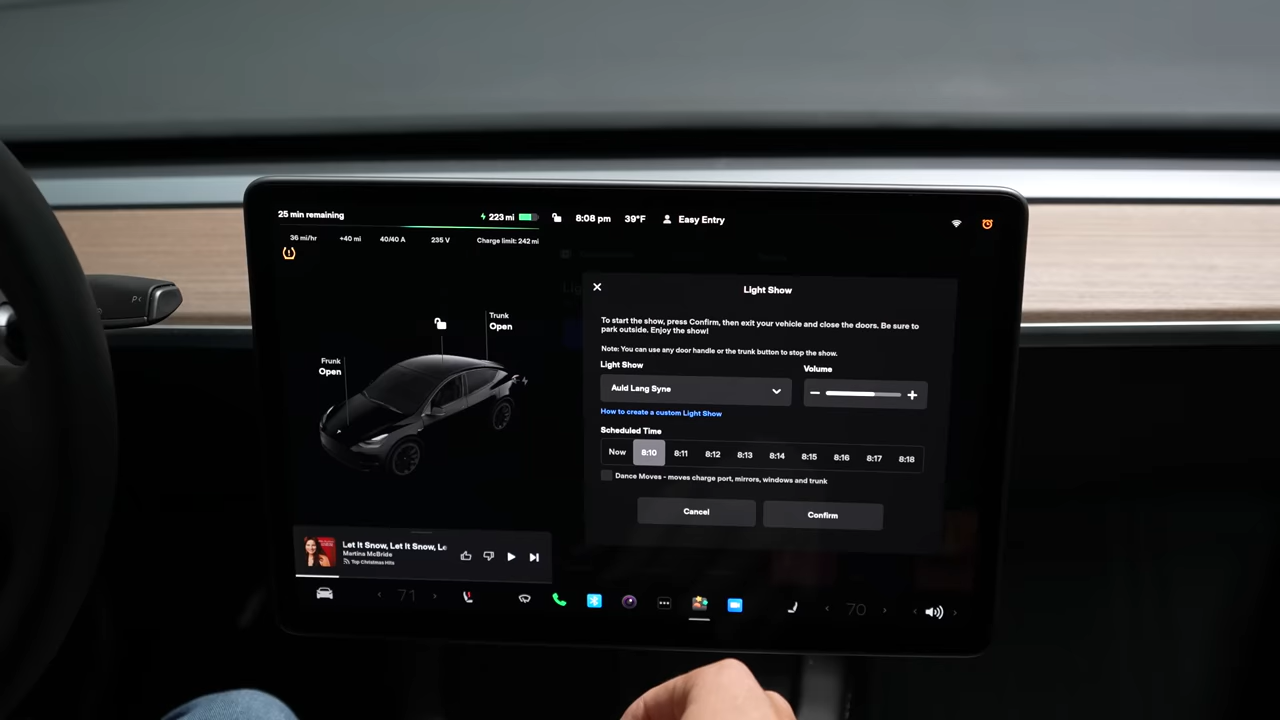 25 min remaining
223 mi
8:08 pm
39°F
Easy Entry
36 mi/hr
+40 mi
40/40 A
235 V
Charge limit: 242 mi
Trunk
Open
Frunk
Open
Light Show
To start the show, press Confirm, then exit your vehicle and close the doors. Be sure to
park outside. Enjoy the show!
Note: You can use any door handle or the trunk button to stop the show.
Light Show
Volume
Auld Lang Syne
How to create a custom Light Show
Scheduled Time
Now 8:10 8:11 8:12 8:13 8:14 8:15 8:16 8:17 8:18
Dance Moves - moves charge port, mirrors, windows and trunk
Cancel
Confirm
Let It Snow, Let It Snow, Le
Martina McBride
Top Christmas Hits
71
70
P